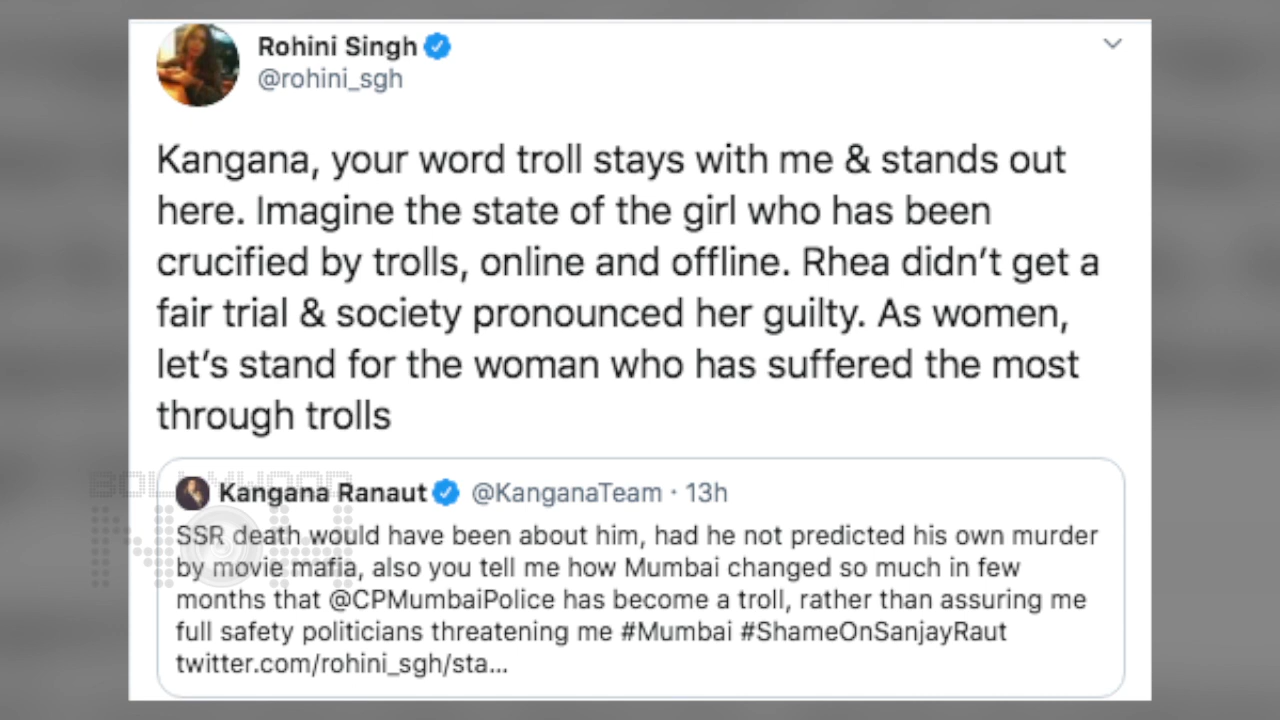 Rohini Singh
@rohini_sgh
Kangana, your word troll stays with me & stands out
here. Imagine the state of the girl who has been
crucified by trolls, online and offline. Rhea didn’t get a
fair trial & society pronounced her guilty. As women,
let’s stand for the woman who has suffered the most
through trolls
Kangana Ranaut @KanganaTeam · 13h
SSR death would have been about him, had he not predicted his own murder
by movie mafia, also you tell me how Mumbai changed so much in few
months that @CPMumbaiPolice has become a troll, rather than assuring me
full safety politicians threatening me #Mumbai #ShameOnSanjayRaut
twitter.com/rohini_sgh/sta...
BOLLYWOOD
NOW